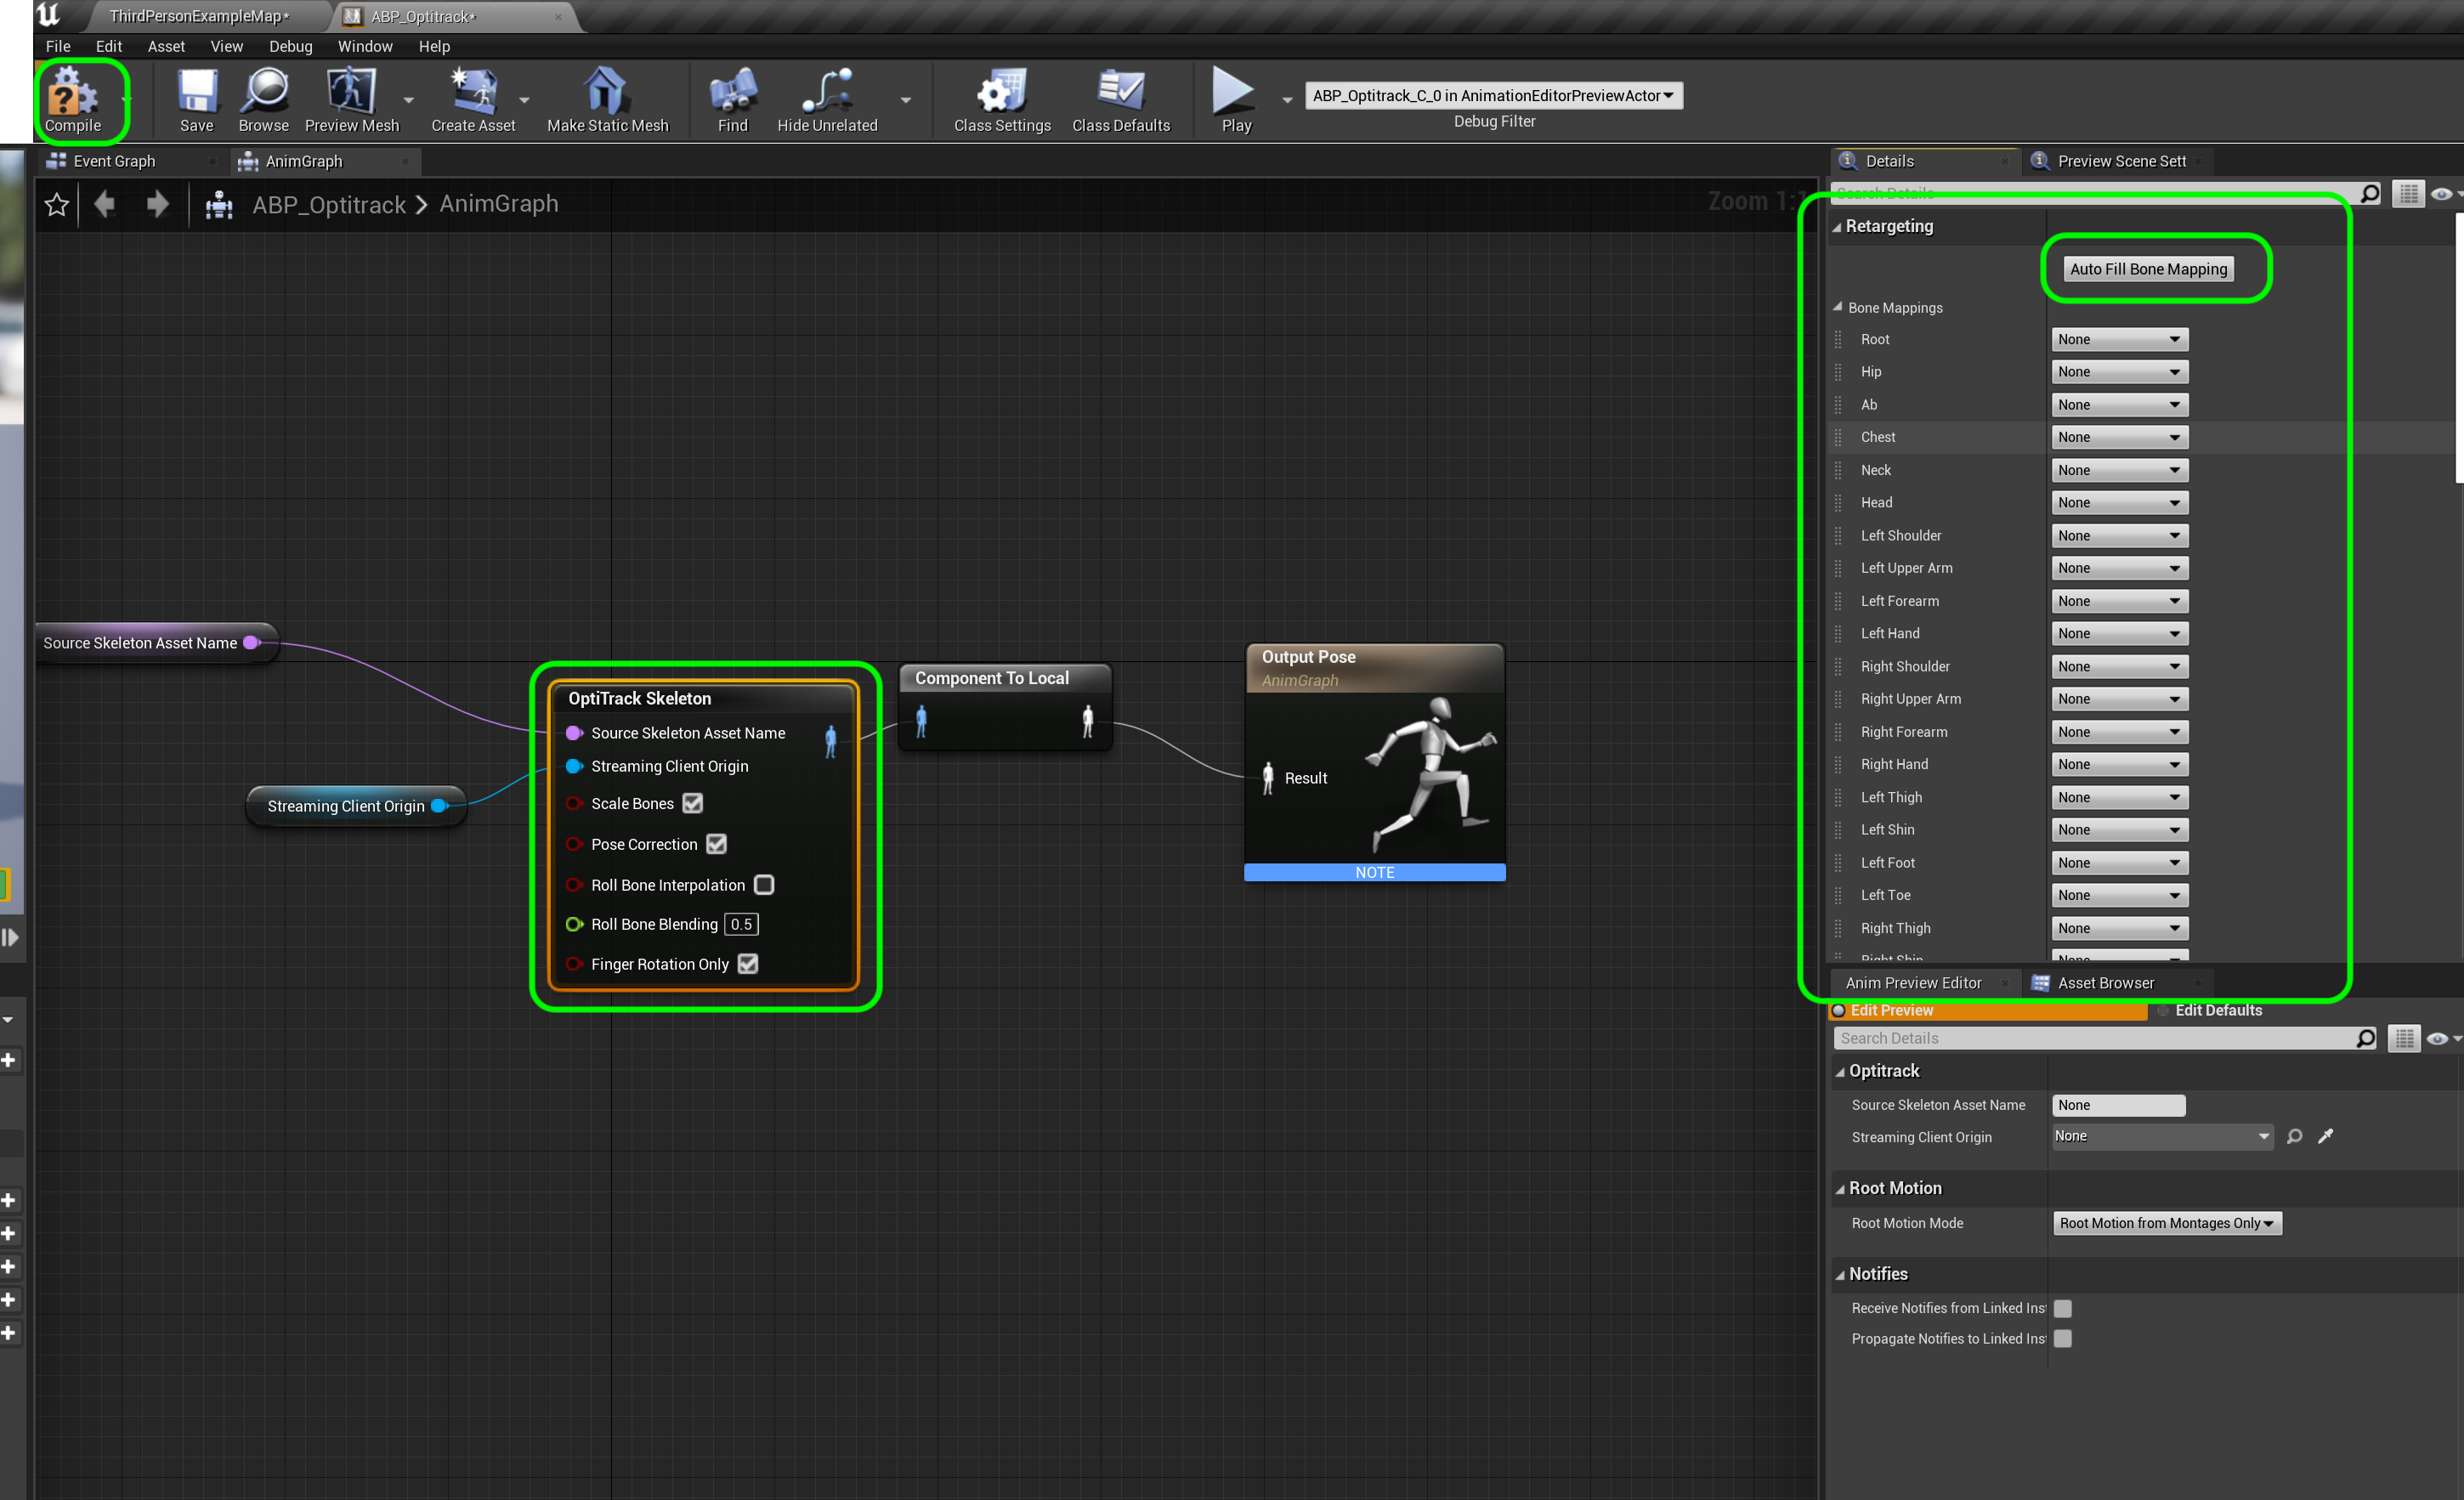 ThirdPersonExampleMap*
ABP_Optitrack*
File Edit Asset View Debug Window Help
Compile
Save
Browse
Preview Mesh
Create Asset
Make Static Mesh
Find
Hide Unrelated
Class Settings
Class Defaults
Play
ABP_Optitrack_C_0 in AnimationEditorPreviewActor
Debug Filter
Event Graph
AnimGraph
ABP_Optitrack > AnimGraph
Zoom 1:1
Source Skeleton Asset Name
Streaming Client Origin
OptiTrack Skeleton
Source Skeleton Asset Name
Streaming Client Origin
Scale Bones
Pose Correction
Roll Bone Interpolation
Roll Bone Blending 0.5
Finger Rotation Only
Component To Local
Output Pose
AnimGraph
Result
NOTE
Details
Preview Scene Sett
Search Details
Retargeting
Auto Fill Bone Mapping
Bone Mappings
Root None
Hip None
Ab None
Chest None
Neck None
Head None
Left Shoulder None
Left Upper Arm None
Left Forearm None
Left Hand None
Right Shoulder None
Right Upper Arm None
Right Forearm None
Right Hand None
Left Thigh None
Left Shin None
Left Foot None
Left Toe None
Right Thigh None
Right Shin None
Anim Preview Editor
Asset Browser
Edit Preview
Edit Defaults
Search Details
Optitrack
Source Skeleton Asset Name None
Streaming Client Origin None
Root Motion
Root Motion Mode Root Motion from Montages Only
Notifies
Receive Notifies from Linked Ins
Propagate Notifies to Linked Ins